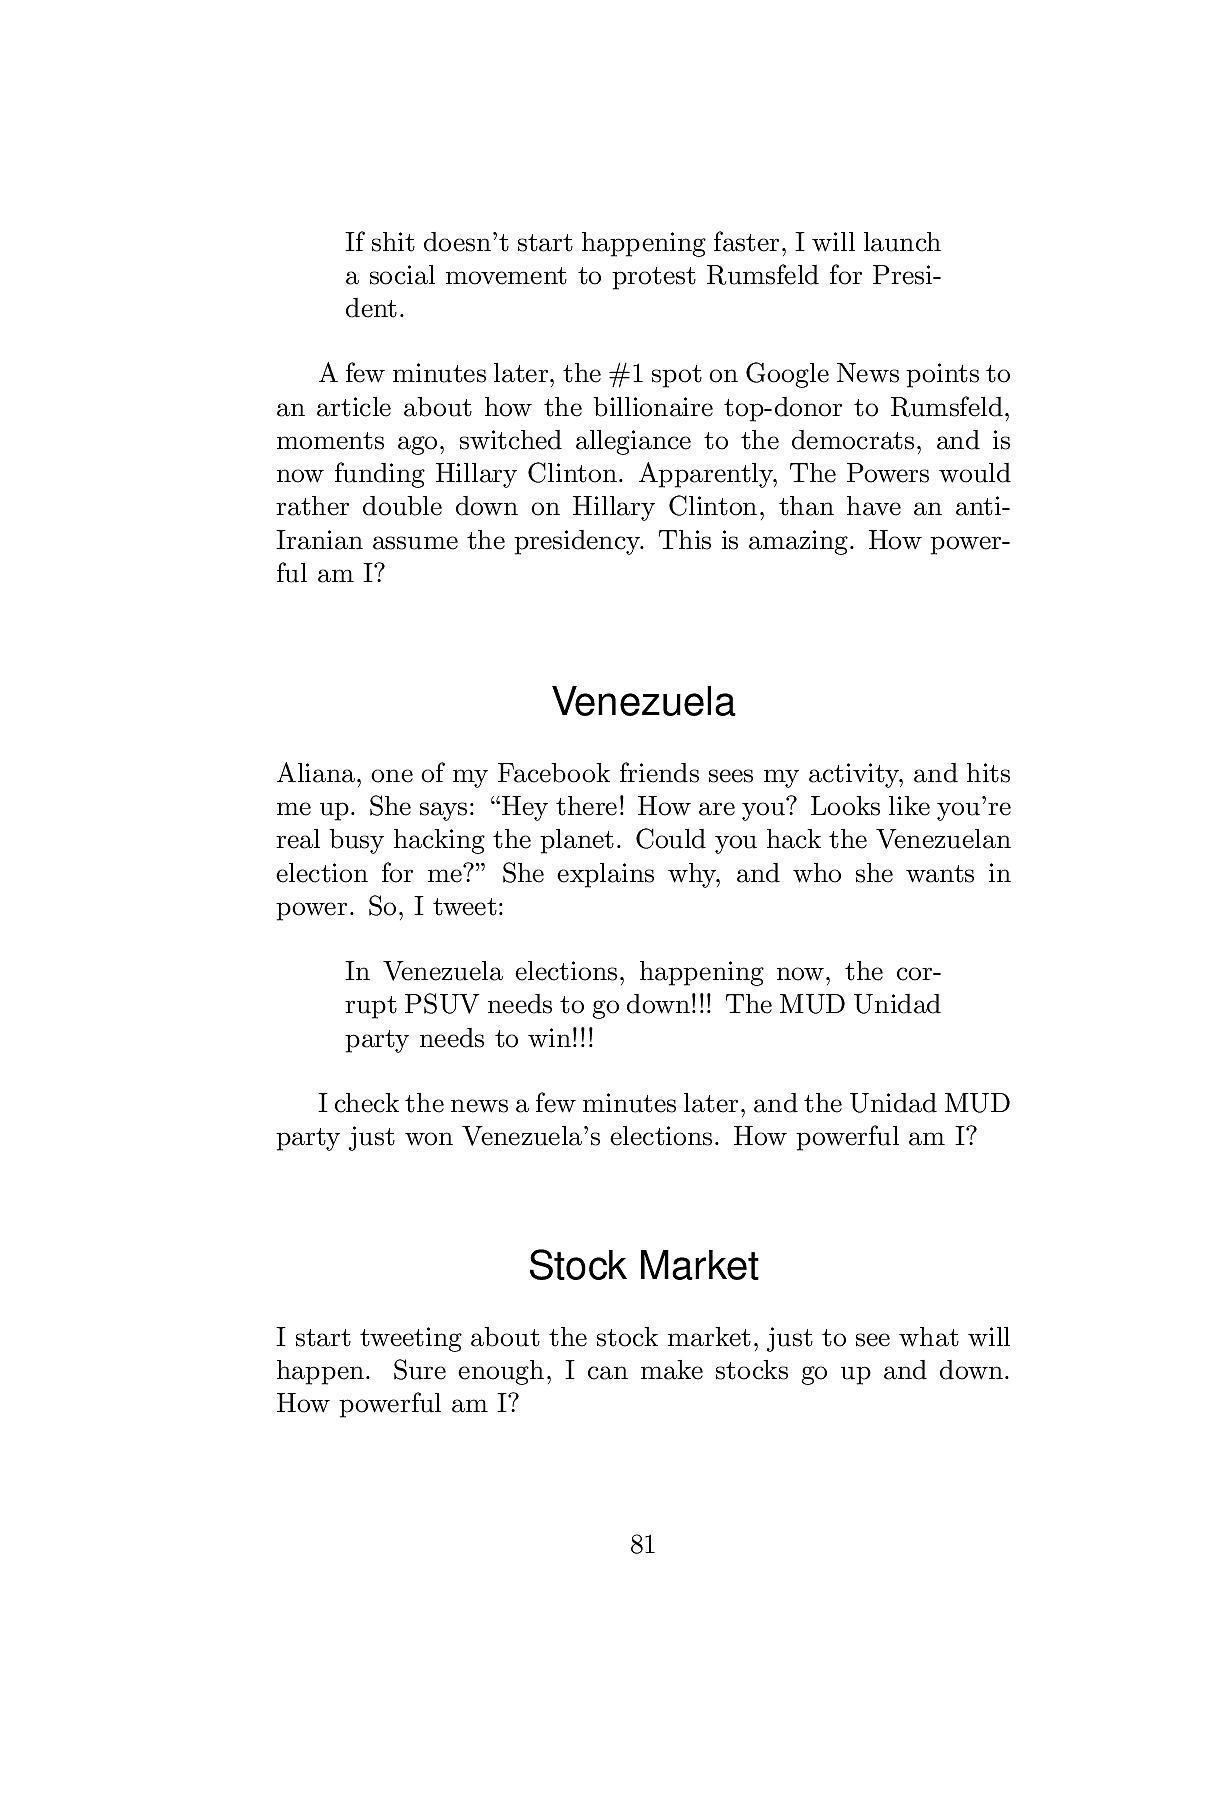 If shit doesn't start happening faster, I will launch
a social movement to protest Rumsfeld for Presi-
dent.
A few minutes later, the #1 spot on Google News points to
an article about how the billionaire top-donor to Rumsfeld,
moments ago, switched allegiance to the democrats, and is
now funding Hillary Clinton. Apparently, The Powers would
rather double down on Hillary Clinton, than have an anti-
Iranian assume the presidency. This is amazing. How power-
ful am I?
Venezuela
Aliana, one of my Facebook friends sees my activity, and hits
me up. She says: “Hey there! How are you? Looks like you're
real busy hacking the planet. Could you hack the Venezuelan
election for me?” She explains why, and who she wants in
power. So, I tweet:
In Venezuela elections, happening now, the cor-
rupt PSUV needs to go down!!! The MUD Unidad
party needs to win!!!
I check the news a few minutes later, and the Unidad MUD
party just won Venezuela's elections. How powerful am I?
Stock Market
I start tweeting about the stock market, just to see what will
happen. Sure enough, I can make stocks go up and down.
How powerful am I?
81